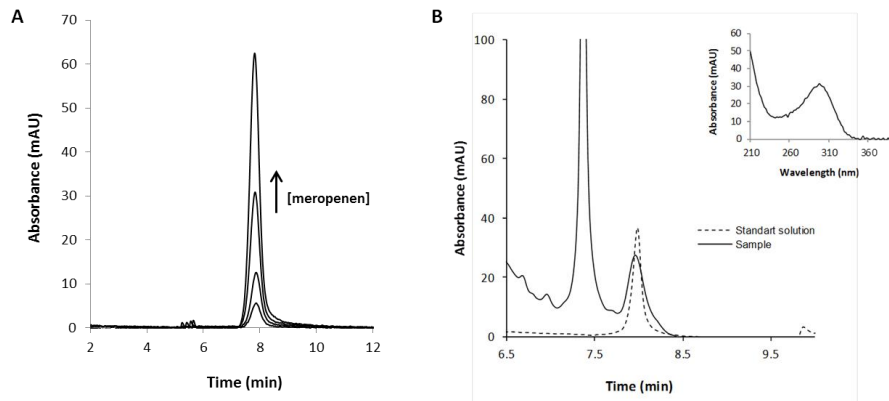 A
70
60
50
40
30
20
10
0
2 4 6 8 10 12
Absorbance (mAU)
Time (min)
[meropenen]
B
100
80
60
40
20
0
6.5 7.5 8.5 9.5
Absorbance (mAU)
Time (min)
60
50
40
30
20
10
0
210 260 310 360
Absorbance (mAU)
Wavelength (nm)
Standart solution
Sample